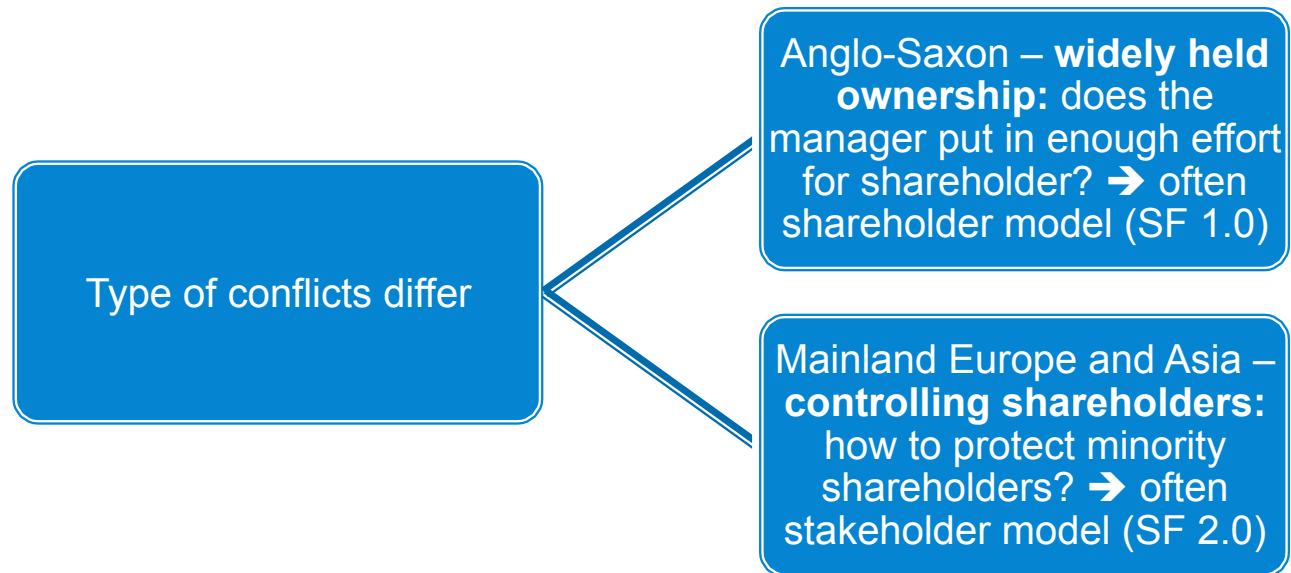 Type of conflicts differ
Anglo-Saxon – widely held
ownership: does the
manager put in enough effort
for shareholder? ➔ often
shareholder model (SF 1.0)
Mainland Europe and Asia –
controlling shareholders:
how to protect minority
shareholders? ➔ often
stakeholder model (SF 2.0)